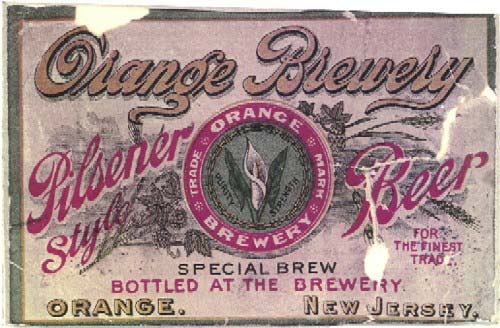 Orange Brewery
Pilsener
Style
TRADE MARK
ORANGE
BREWERY
PURITY
Beer
FOR
THE FINEST
SPECIAL BREW
BOTTLED AT THE BREWERY.
ORANGE. NEW JERSEY.